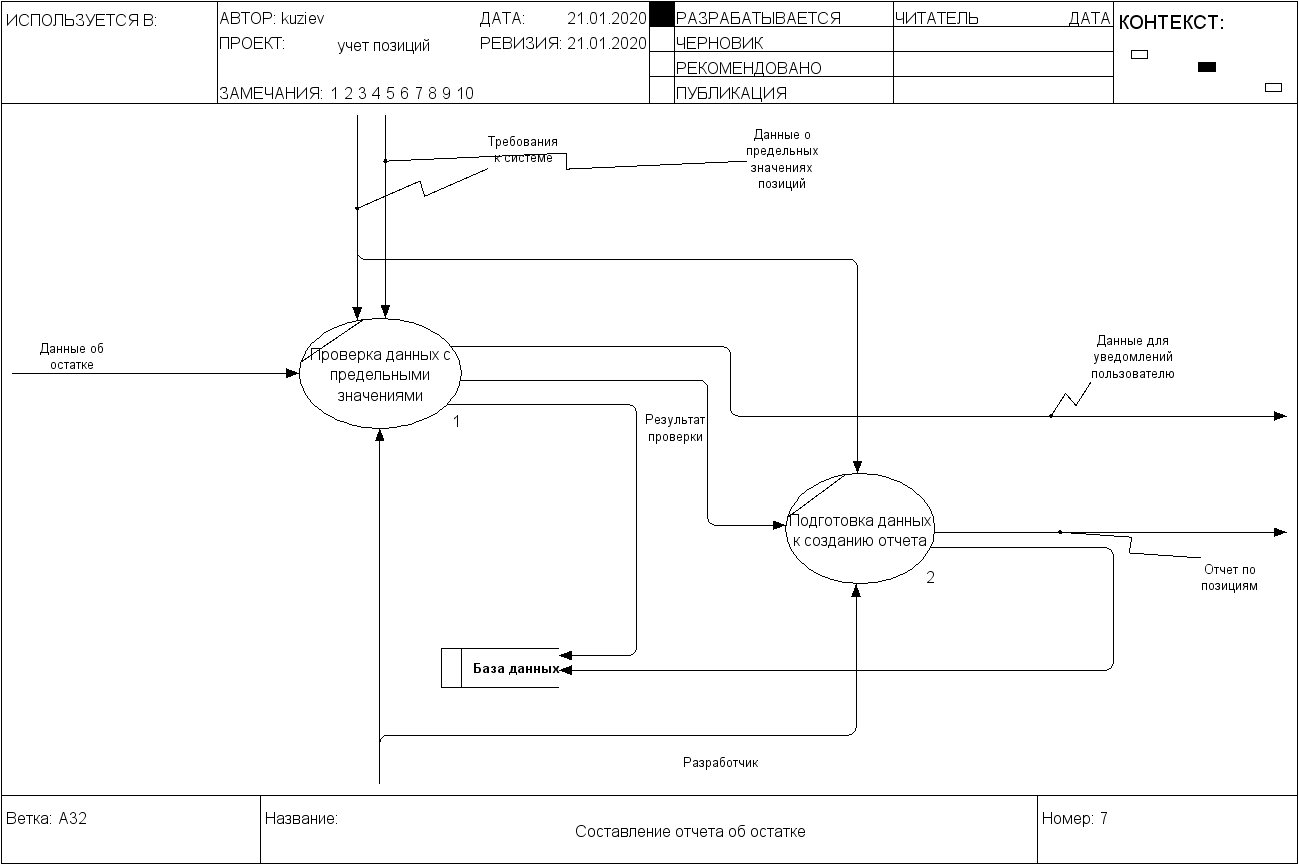 ИСПОЛЬЗУЕТСЯ В:
АВТОР: kuziev
ДАТА: 21.01.2020
ПРОЕКТ: учет позиций
РЕВИЗИЯ: 21.01.2020
ЗАМЕЧАНИЯ: 1 2 3 4 5 6 7 8 9 10
РАЗРАБАТЫВАЕТСЯ
ЧЕРНОВИК
РЕКОМЕНДОВАНО
ПУБЛИКАЦИЯ
ЧИТАТЕЛЬ
ДАТА
КОНТЕКСТ:
Требования
к системе
Данные о
предельных
значениях
позиций
Данные об
остатке
Проверка данных с
предельными
значениями
1
Данные для
уведомлений
пользователю
Результат
проверки
Подготовка данных
к созданию отчета
2
Отчет по
позициям
База данных
Разработчик
Ветка: A32
Название:
Составление отчета об остатке
Номер: 7